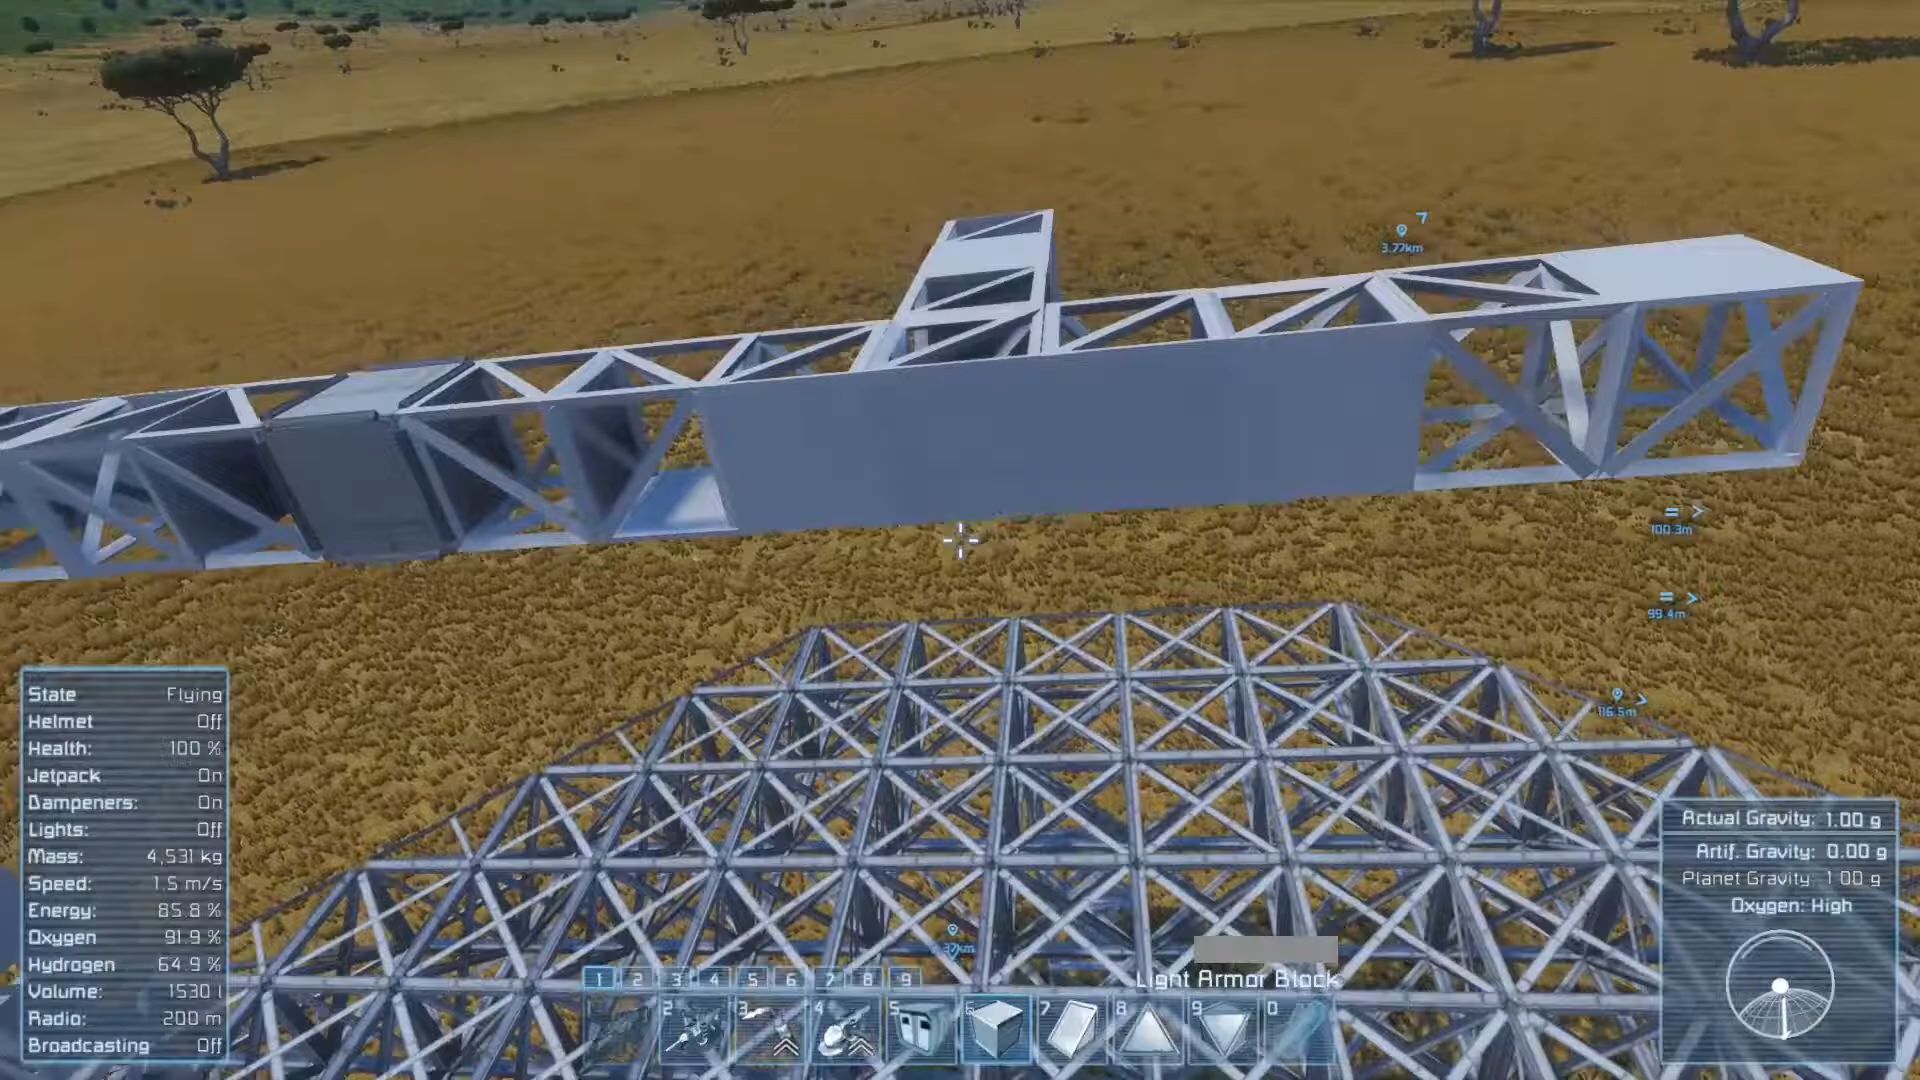 3.77km
100.3m
99.4m
116.5m
37km
State Flying
Helmet Off
Health: 100 %
Jetpack On
Dampeners: On
Lights: Off
Mass: 4,531 kg
Speed: 1.5 m/s
Energy: 85.8 %
Oxygen 91.9 %
Hydrogen 64.9 %
Volume: 1530 l
Radio: 200 m
Broadcasting Off
Actual Gravity: 1.00 g
Artif. Gravity: 0.00 g
Planet Gravity: 1.00 g
Oxygen: High
1 2 3 4 5 6 7 8 9
Light Armor Block
2 3 4 5 6 7 8 9 0